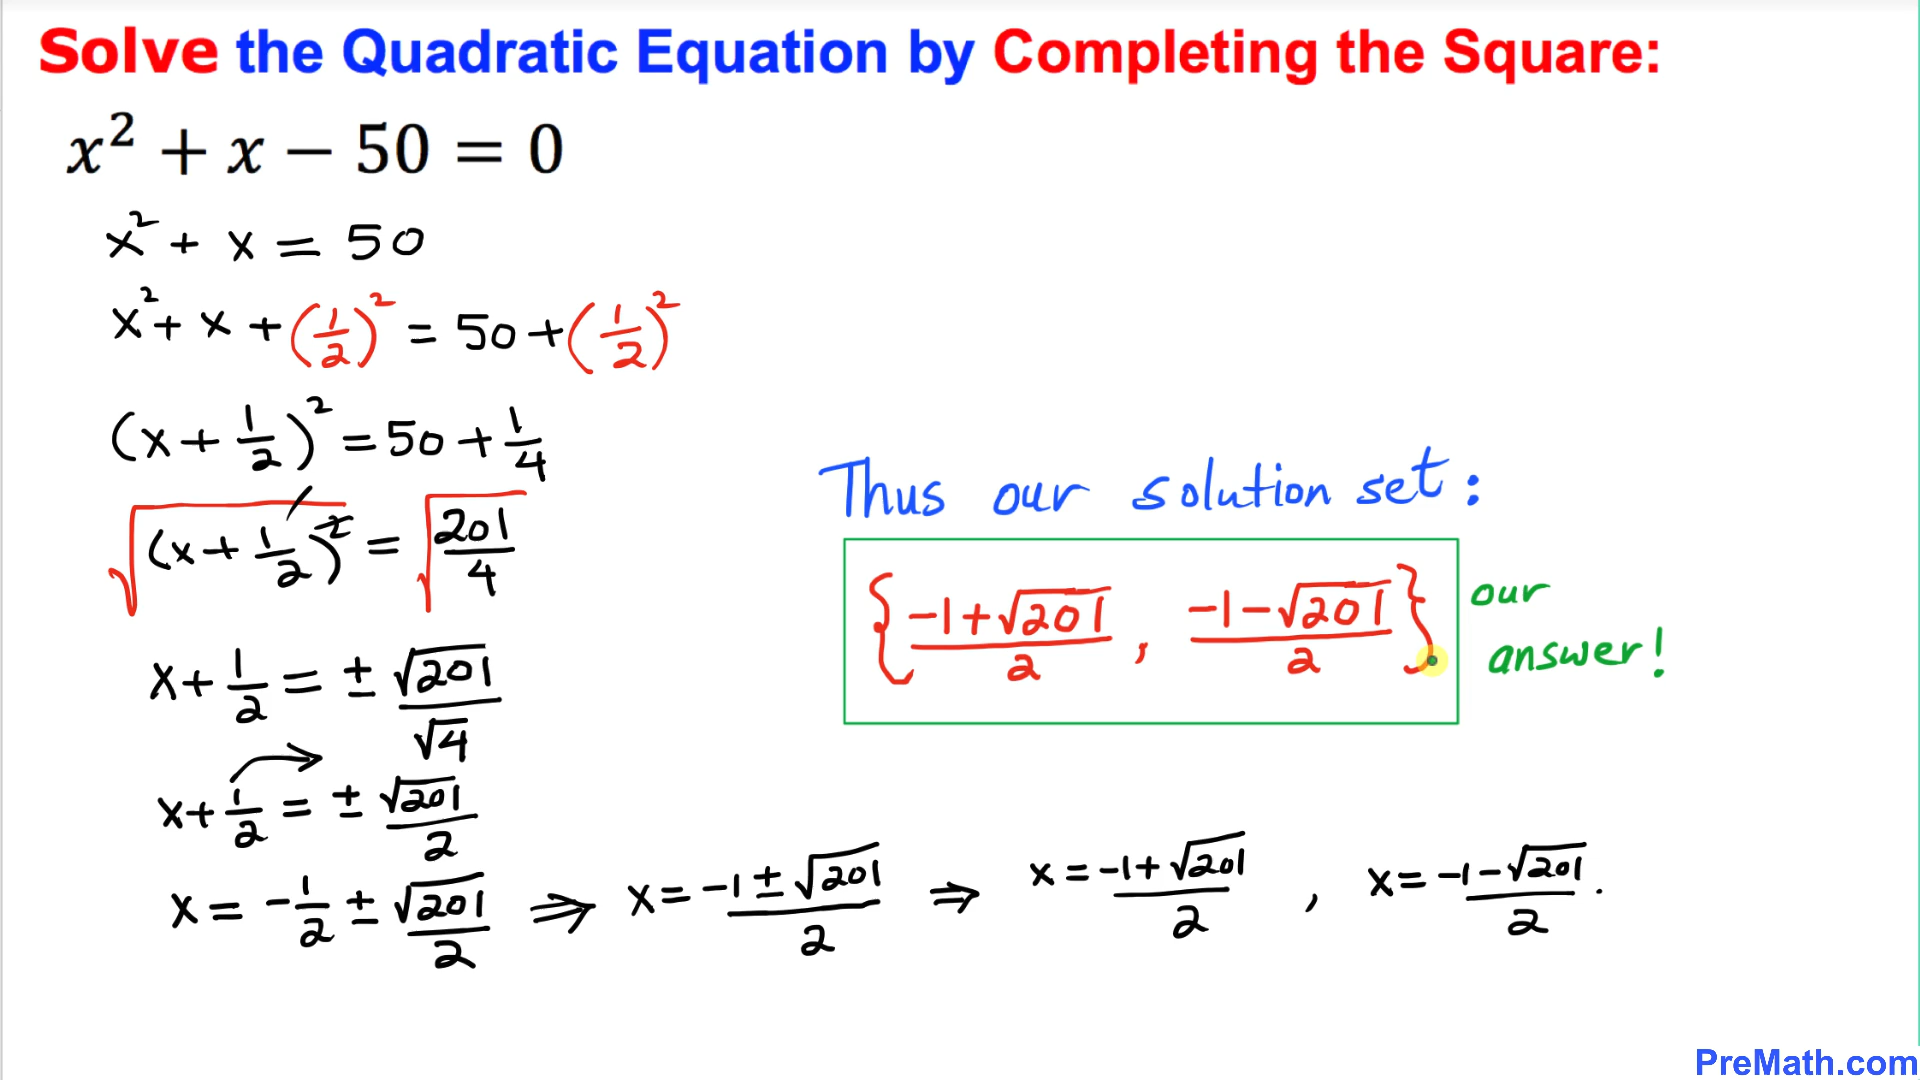 Solve the Quadratic Equation by Completing the Square:
x² + x − 50 = 0
x² + x = 50
x² + x + (1/2)² = 50 + (1/2)²
(x + 1/2)² = 50 + 1/4
√(x + 1/2)² = √(201/4)
x + 1/2 = ± √201/√4
x + 1/2 = ± √201/2
x = -1/2 ± √201/2 ⇒ x = (-1 ± √201)/2 ⇒ x = (-1 + √201)/2 , x = (-1 - √201)/2 .
Thus our solution set:
{(-1 + √201)/2 , (-1 - √201)/2}
our
answer!
PreMath.com